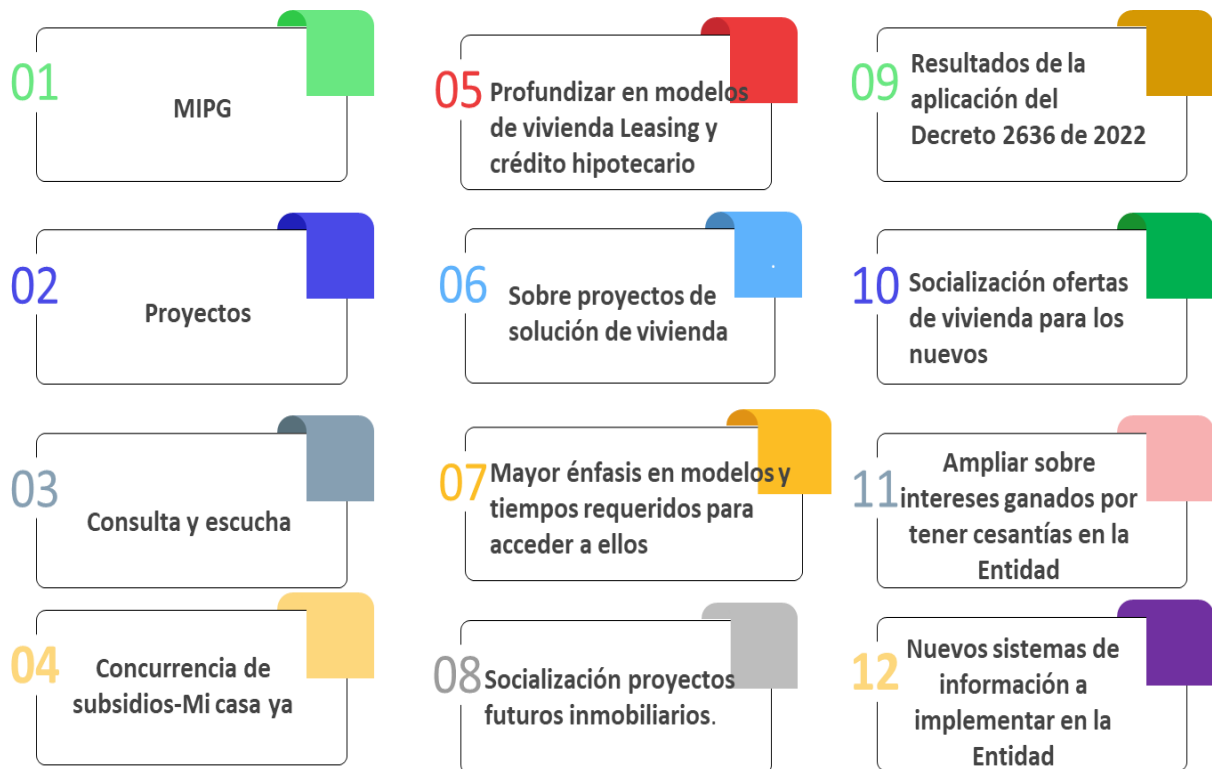 01
MIPG
02
Proyectos
03
Consulta y escucha
04
Concurrencia de
subsidios-Mi casa ya
05
Profundizar en modelos
de vivienda Leasing y
crédito hipotecario
06
Sobre proyectos de
solución de vivienda
07
Mayor énfasis en modelos y
tiempos requeridos para
acceder a ellos
08
Socialización proyectos
futuros inmobiliarios.
09
Resultados de la
aplicación del
Decreto 2636 de 2022
10
Socialización ofertas
de vivienda para los
nuevos
11
Ampliar sobre
intereses ganados por
tener cesantías en la
Entidad
12
Nuevos sistemas de
información a
implementar en la
Entidad